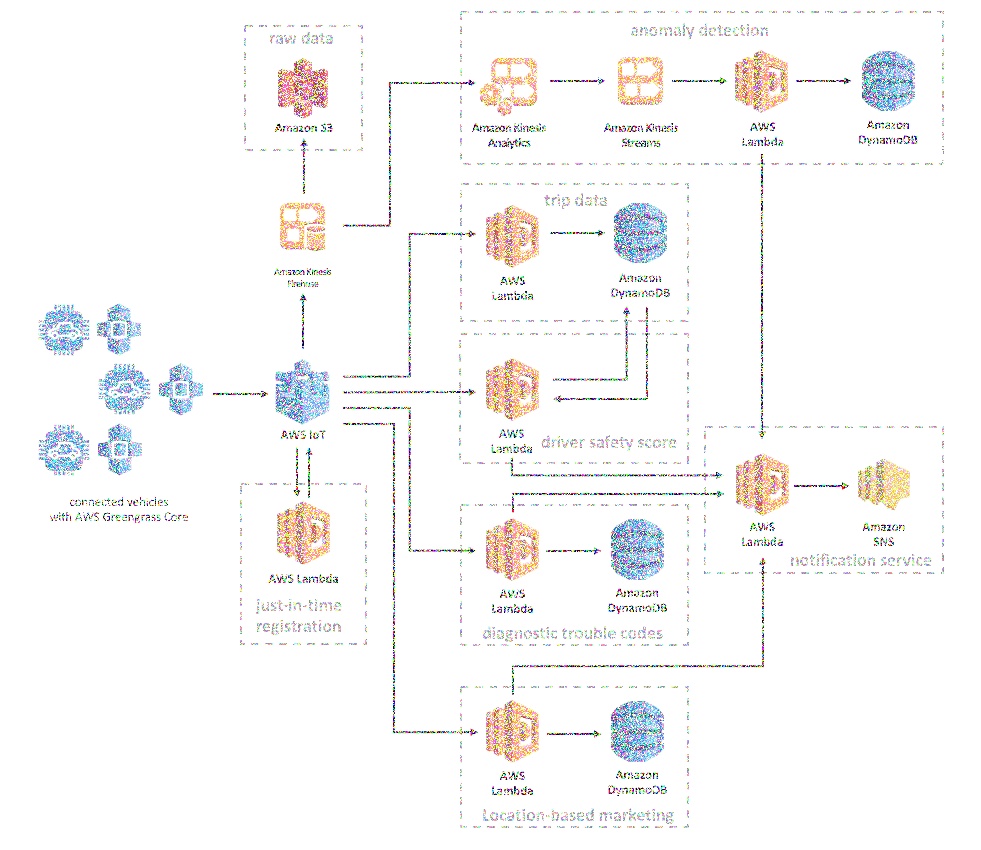 raw data
Amazon S3
anomaly detection
Amazon Kinesis
Analytics
Amazon Kinesis
Streams
AWS
Lambda
Amazon
DynamoDB
Amazon Kinesis
Firehose
trip data
AWS
Lambda
Amazon
DynamoDB
connected vehicles
with AWS Greengrass Core
AWS IoT
AWS
Lambda
driver safety score
AWS Lambda
just-in-time
registration
AWS
Lambda
Amazon
DynamoDB
diagnostic trouble codes
AWS
Lambda
Amazon
SNS
notification service
AWS
Lambda
Amazon
DynamoDB
Location-based marketing